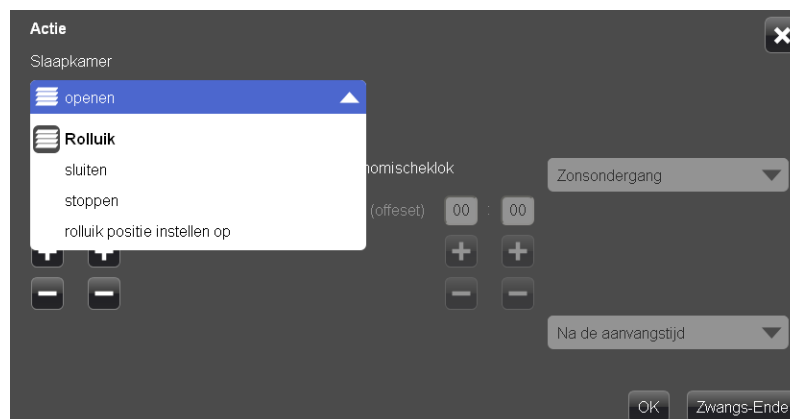 Actie
Slaapkamer
openen
Rolluik
sluiten
nomischeklok
Zonsondergang
stoppen
(offeset) 00 : 00
rolluik positie instellen op
Na de aanvangstijd
OK Zwangs-Ende